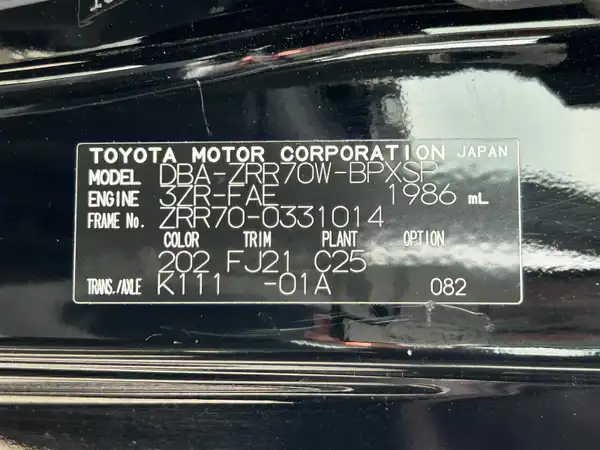 TOYOTA MOTOR CORPORATION JAPAN
MODEL DBA-ZRR70W-BPXSP
ENGINE 3ZR-FAE 1986 mL
FRAME No. ZRR70-0331014
COLOR TRIM PLANT OPTION
202 FJ21 C25
TRANS./AXLE K111 -01A 082